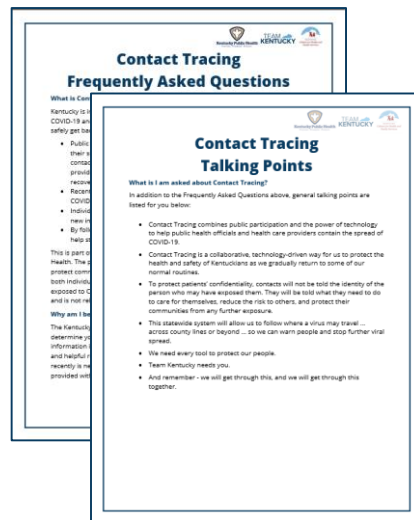 Kentucky Public Health
TEAM
KENTUCKY
Contact Tracing
Frequently Asked Questions
What is Con
Kentucky is i
COVID-19 an
safely get ba
Public
their s
contac
provid
recove
Recent
COVID
Individ
new in
By foll
help st
This is part o
Health. The p
protect comm
both individ
exposed to C
and is not re
Why am I be
The Kentucky
determine yo
information i
and helpful r
recently is ne
provided wit
Kentucky Public Health
TEAM
KENTUCKY
Contact Tracing
Talking Points
What is I am asked about Contact Tracing?
In addition to the Frequently Asked Questions above, general talking points are
listed for you below:
• Contact Tracing combines public participation and the power of technology
to help public health officials and health care providers contain the spread of
COVID-19.
• Contact Tracing is a collaborative, technology-driven way for us to protect the
health and safety of Kentuckians as we gradually return to some of our
normal routines.
• To protect patients' confidentiality, contacts will not be told the identity of the
person who may have exposed them. They will be told what they need to do
to care for themselves, reduce the risk to others, and protect their
communities from any further exposure.
• This statewide system will allow us to follow where a virus may travel ...
across county lines or beyond ... so we can warn people and stop further viral
spread.
• We need every tool to protect our people.
• Team Kentucky needs you.
• And remember - we will get through this, and we will get through this
together.